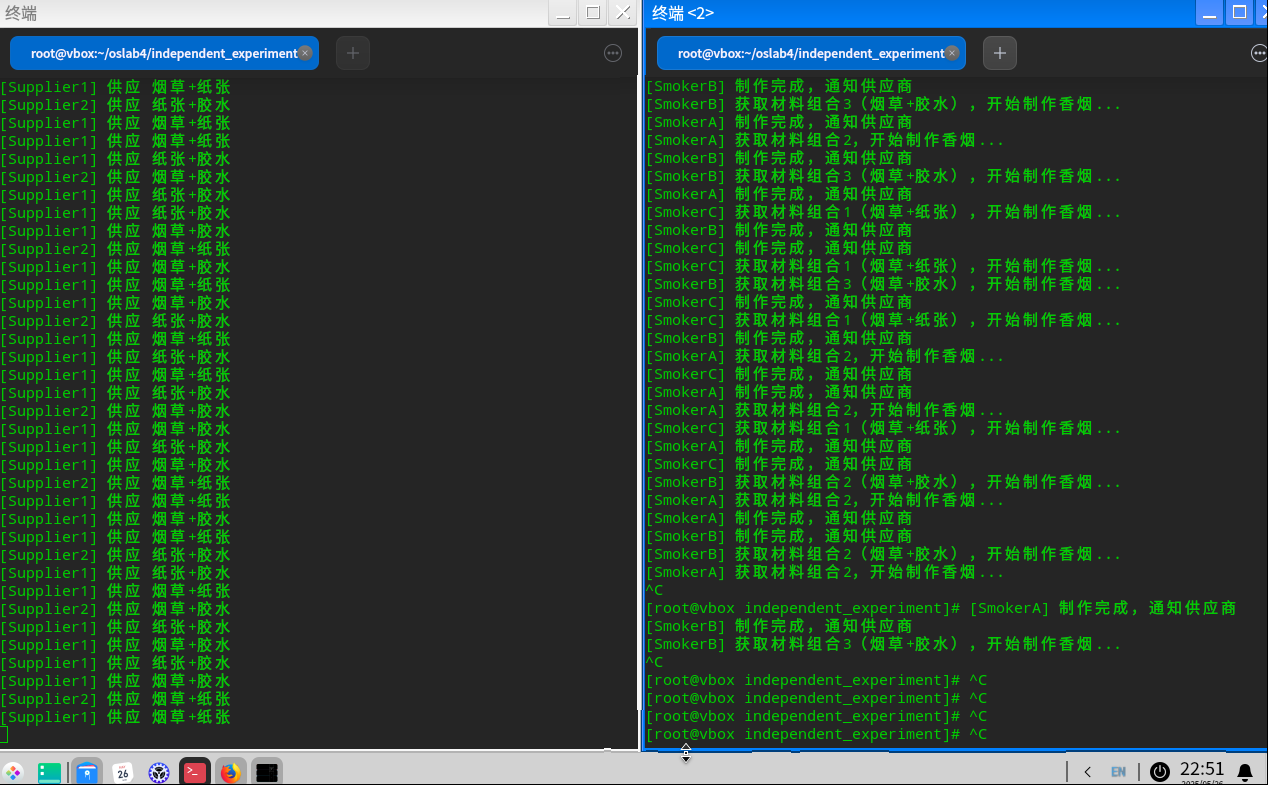 终端
root@vbox:~/oslab4/independent_experiment
[Supplier1] 供应 烟草+纸张
[Supplier2] 供应 纸张+胶水
[Supplier1] 供应 烟草+纸张
[Supplier1] 供应 烟草+纸张
[Supplier1] 供应 纸张+胶水
[Supplier2] 供应 烟草+纸张
[Supplier1] 供应 纸张+胶水
[Supplier1] 供应 纸张+胶水
[Supplier1] 供应 烟草+胶水
[Supplier2] 供应 烟草+纸张
[Supplier1] 供应 烟草+胶水
[Supplier1] 供应 烟草+纸张
[Supplier1] 供应 烟草+胶水
[Supplier2] 供应 纸张+胶水
[Supplier1] 供应 烟草+纸张
[Supplier1] 供应 纸张+胶水
[Supplier1] 供应 烟草+纸张
[Supplier1] 供应 纸张+胶水
[Supplier2] 供应 烟草+纸张
[Supplier1] 供应 烟草+胶水
[Supplier1] 供应 纸张+胶水
[Supplier1] 供应 烟草+胶水
[Supplier2] 供应 纸张+胶水
[Supplier1] 供应 烟草+纸张
[Supplier1] 供应 烟草+胶水
[Supplier1] 供应 烟草+纸张
[Supplier2] 供应 纸张+胶水
[Supplier1] 供应 纸张+胶水
[Supplier1] 供应 烟草+纸张
[Supplier2] 供应 烟草+胶水
[Supplier1] 供应 纸张+胶水
[Supplier1] 供应 烟草+胶水
[Supplier1] 供应 纸张+胶水
[Supplier1] 供应 烟草+胶水
[Supplier2] 供应 烟草+纸张
[Supplier1] 供应 烟草+纸张
终端 <2>
root@vbox:~/oslab4/independent_experiment
[SmokerB] 制作完成，通知供应商
[SmokerB] 获取材料组合3（烟草+胶水），开始制作香烟...
[SmokerA] 制作完成，通知供应商
[SmokerA] 获取材料组合2，开始制作香烟...
[SmokerB] 制作完成，通知供应商
[SmokerB] 获取材料组合3（烟草+胶水），开始制作香烟...
[SmokerA] 制作完成，通知供应商
[SmokerC] 获取材料组合1（烟草+纸张），开始制作香烟...
[SmokerB] 制作完成，通知供应商
[SmokerC] 制作完成，通知供应商
[SmokerC] 获取材料组合1（烟草+纸张），开始制作香烟...
[SmokerB] 获取材料组合3（烟草+胶水），开始制作香烟...
[SmokerC] 制作完成，通知供应商
[SmokerC] 获取材料组合1（烟草+纸张），开始制作香烟...
[SmokerB] 制作完成，通知供应商
[SmokerA] 获取材料组合2，开始制作香烟...
[SmokerC] 制作完成，通知供应商
[SmokerA] 制作完成，通知供应商
[SmokerA] 获取材料组合2，开始制作香烟...
[SmokerC] 获取材料组合1（烟草+纸张），开始制作香烟...
[SmokerA] 制作完成，通知供应商
[SmokerC] 制作完成，通知供应商
[SmokerB] 获取材料组合2（烟草+胶水），开始制作香烟...
[SmokerA] 获取材料组合2，开始制作香烟...
[SmokerA] 制作完成，通知供应商
[SmokerB] 制作完成，通知供应商
[SmokerB] 获取材料组合2（烟草+胶水），开始制作香烟...
[SmokerA] 获取材料组合2，开始制作香烟...
^C
[root@vbox independent_experiment]# [SmokerA] 制作完成，通知供应商
[SmokerB] 制作完成，通知供应商
[SmokerB] 获取材料组合3（烟草+胶水），开始制作香烟...
^C
[root@vbox independent_experiment]# ^C
[root@vbox independent_experiment]# ^C
[root@vbox independent_experiment]# ^C
[root@vbox independent_experiment]# ^C
26
EN
22:51